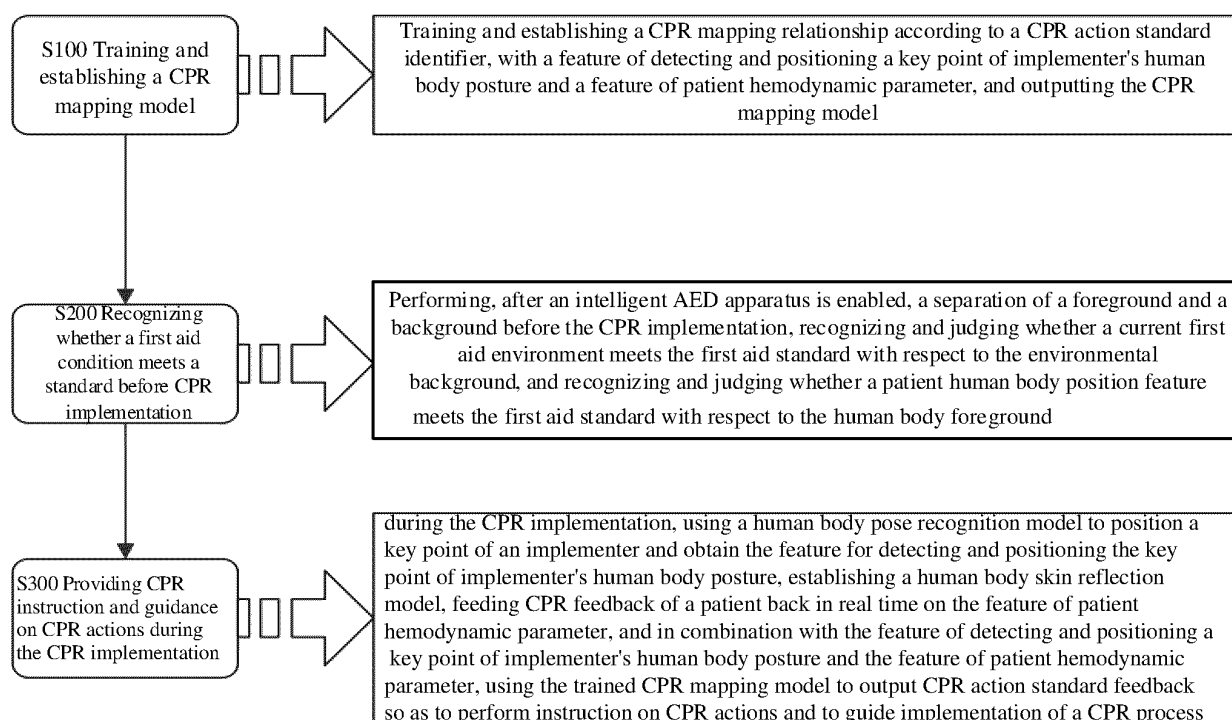 S100 Training and
establishing a CPR
mapping model
Training and establishing a CPR mapping relationship according to a CPR action standard
identifier, with a feature of detecting and positioning a key point of implementer's human
body posture and a feature of patient hemodynamic parameter, and outputting the CPR
mapping model
S200 Recognizing
whether a first aid
condition meets a
standard before CPR
implementation
Performing, after an intelligent AED apparatus is enabled, a separation of a foreground and a
background before the CPR implementation, recognizing and judging whether a current first
aid environment meets the first aid standard with respect to the environmental
background, and recognizing and judging whether a patient human body position feature
meets the first aid standard with respect to the human body foreground
S300 Providing CPR
instruction and guidance
on CPR actions during
the CPR implementation
during the CPR implementation, using a human body pose recognition model to position a
key point of an implementer and obtain the feature for detecting and positioning the key
point of implementer's human body posture, establishing a human body skin reflection
model, feeding CPR feedback of a patient back in real time on the feature of patient
hemodynamic parameter, and in combination with the feature of detecting and positioning a
key point of implementer's human body posture and the feature of patient hemodynamic
parameter, using the trained CPR mapping model to output CPR action standard feedback
so as to perform instruction on CPR actions and to guide implementation of a CPR process